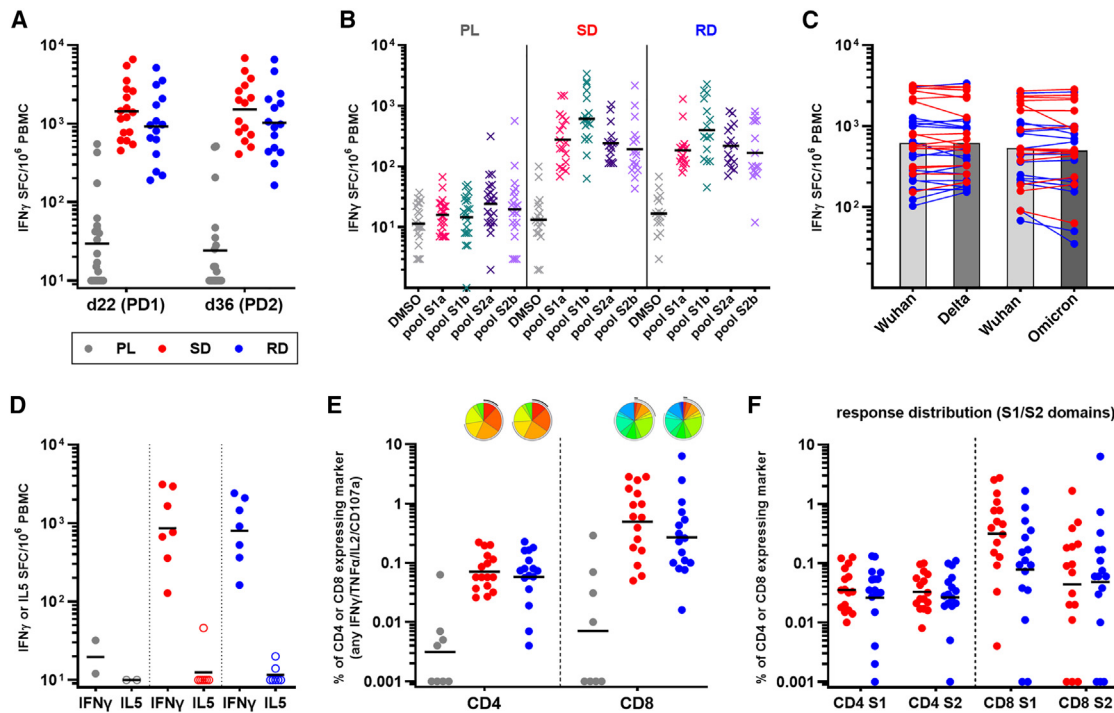 A
IFNγ SFC/10⁶ PBMC
10⁴
10³
10²
10¹
d22 (PD1)
d36 (PD2)
PL
SD
RD
B
PL
SD
RD
IFNγ SFC/10⁶ PBMC
10⁴
10³
10²
10¹
DMSO
pool S1a
pool S1b
pool S2a
pool S2b
DMSO
pool S1a
pool S1b
pool S2a
pool S2b
DMSO
pool S1a
pool S1b
pool S2a
pool S2b
C
IFNγ SFC/10⁶ PBMC
10⁴
10³
10²
Wuhan
Delta
Wuhan
Omicron
D
IFNγ or IL5 SFC/10⁶ PBMC
10⁴
10³
10²
10¹
IFNγ
IL5
IFNγ
IL5
IFNγ
IL5
E
% of CD4 or CD8 expressing marker
(any IFNγ/TNFα/IL2/CD107a)
10
1
0.1
0.01
0.001
CD4
CD8
F
response distribution (S1/S2 domains)
% of CD4 or CD8 expressing marker
10
1
0.1
0.01
0.001
CD4 S1
CD4 S2
CD8 S1
CD8 S2